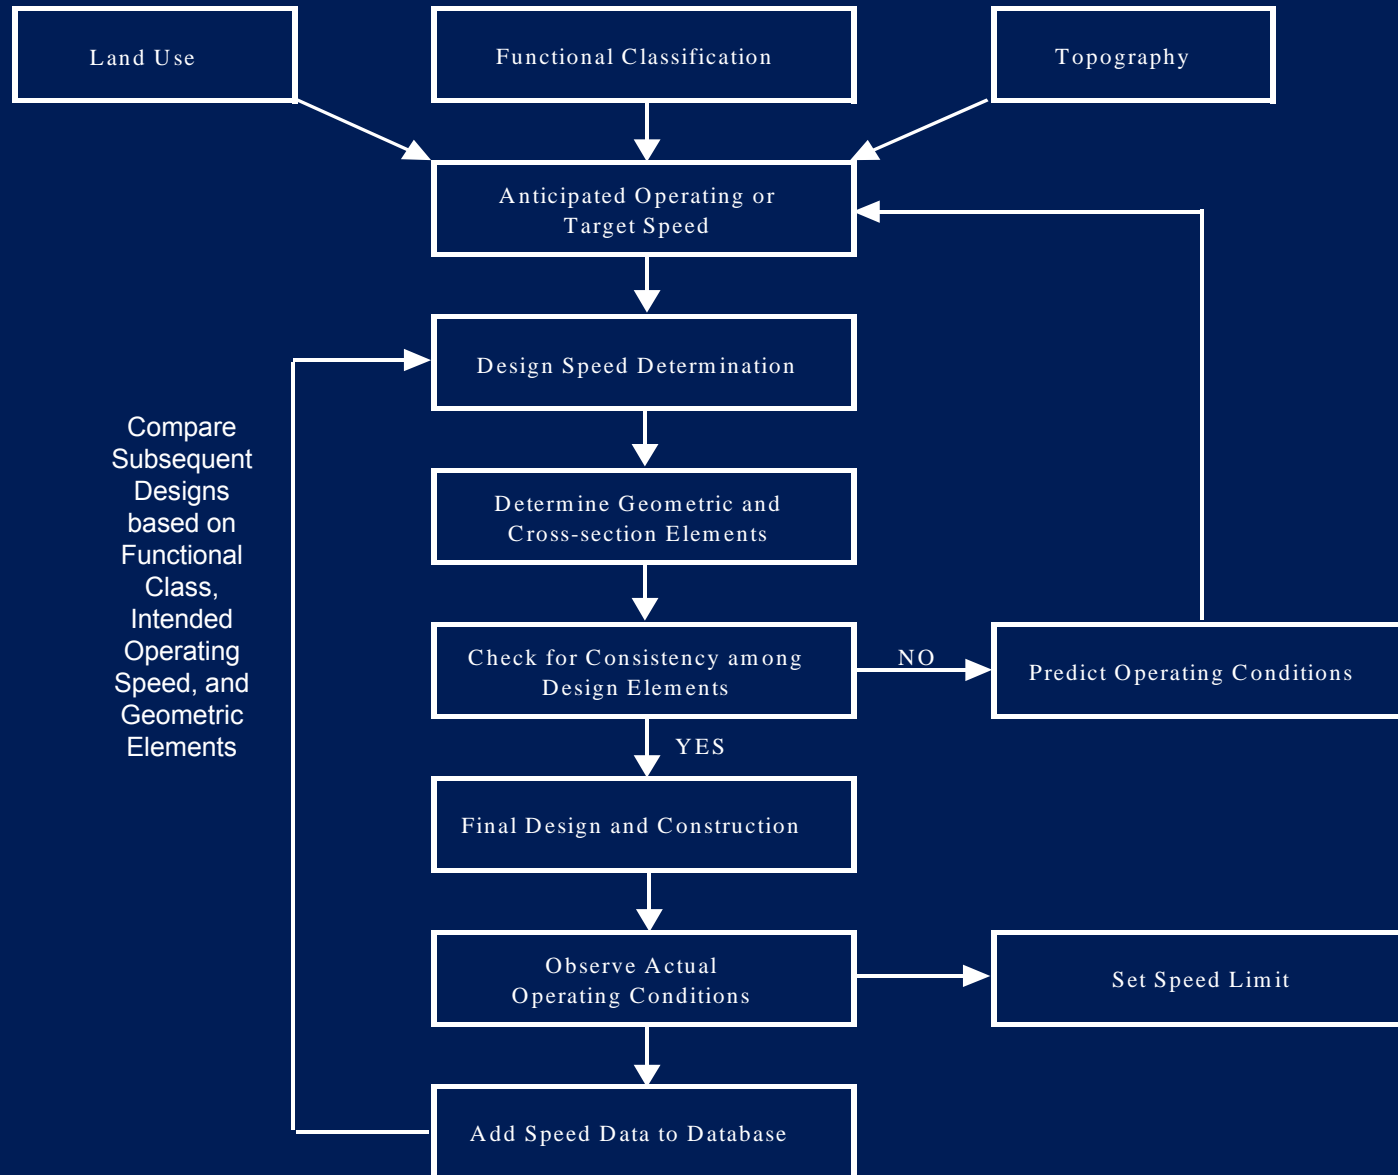 Land Use
Functional Classification
Topography
Anticipated Operating or
Target Speed
Design Speed Determination
Compare
Subsequent
Designs
based on
Functional
Class,
Intended
Operating
Speed, and
Geometric
Elements
Determine Geometric and
Cross-section Elements
Check for Consistency among
Design Elements
NO
Predict Operating Conditions
YES
Final Design and Construction
Observe Actual
Operating Conditions
Set Speed Limit
Add Speed Data to Database